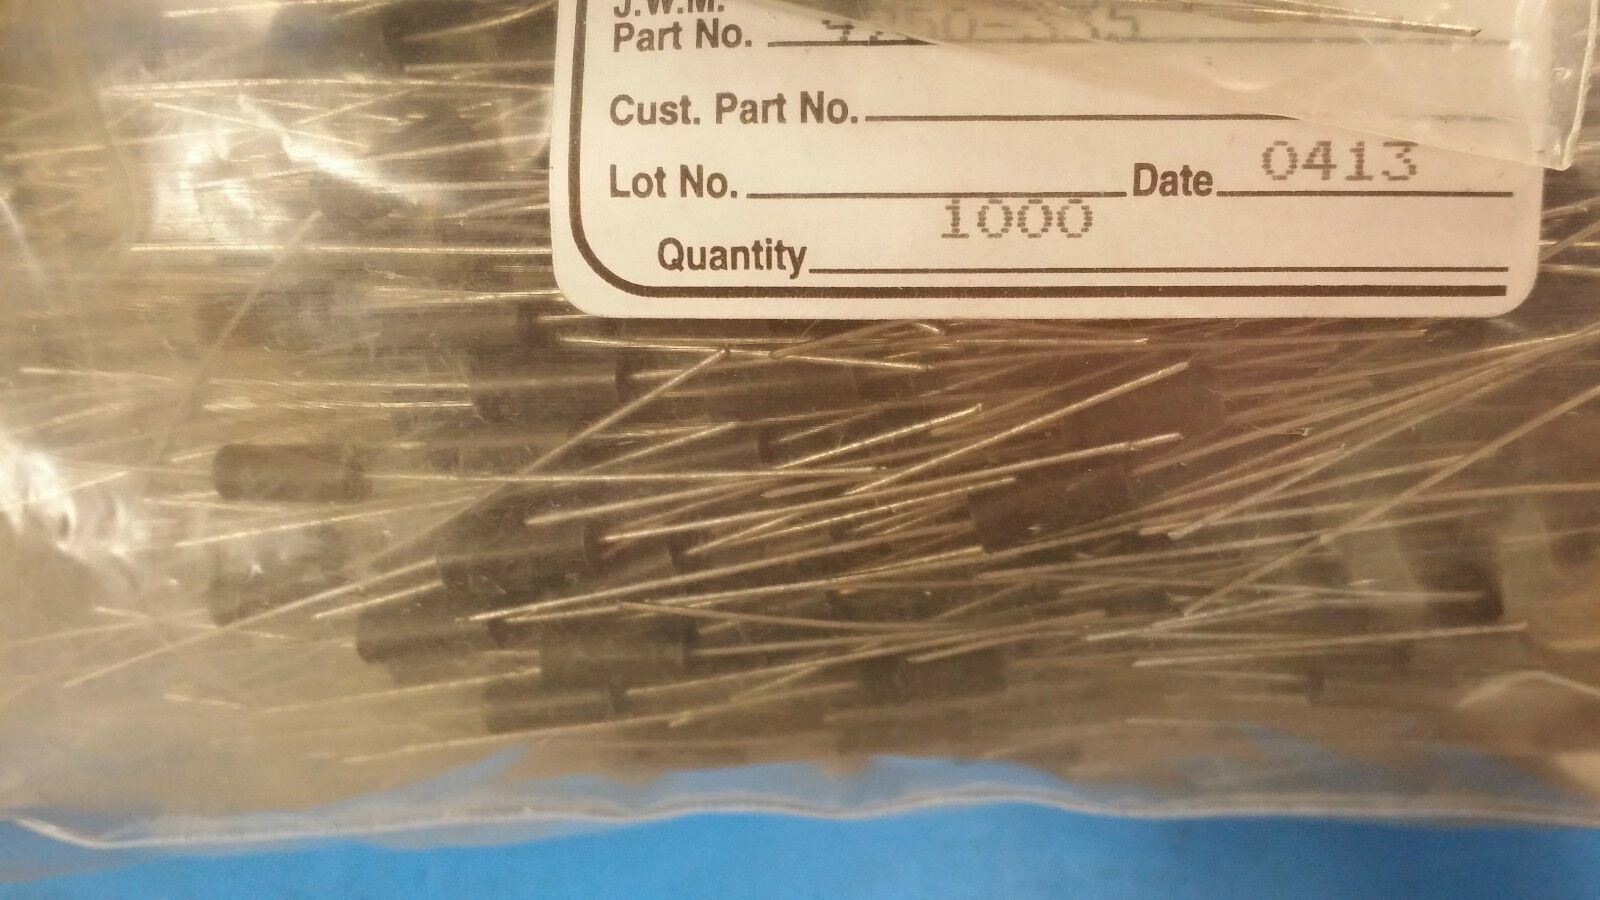 J.W.M.
Part No.
Cust. Part No.
Lot No. Date 0413
1000
Quantity